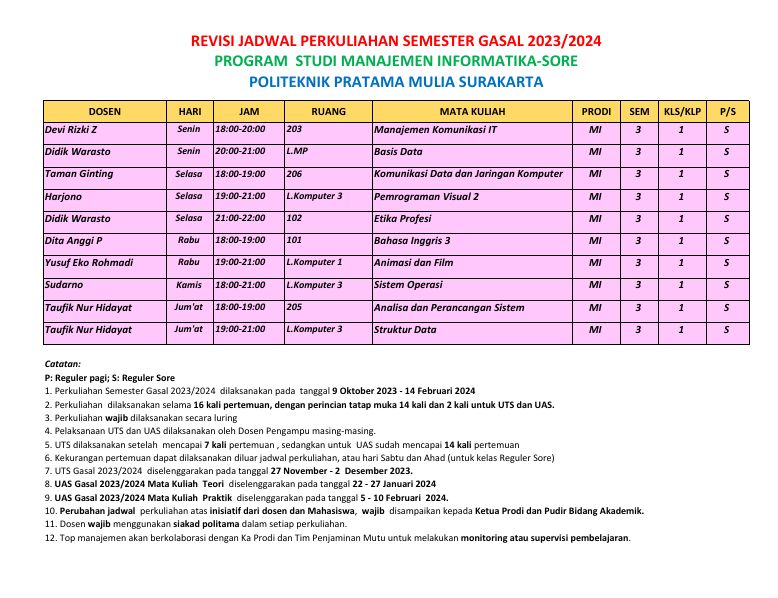 REVISI JADWAL PERKULIAHAN SEMESTER GASAL 2023/2024
PROGRAM STUDI MANAJEMEN INFORMATIKA-SORE
POLITEKNIK PRATAMA MULIA SURAKARTA
DOSEN HARI JAM RUANG MATA KULIAH PRODI SEM KLS/KLP P/S
Devi Rizki Z Senin 18:00-20:00 203 Manajemen Komunikasi IT MI 3 1 S
Didik Warasto Senin 20:00-21:00 L.MP Basis Data MI 3 1 S
Taman Ginting Selasa 18:00-19:00 206 Komunikasi Data dan Jaringan Komputer MI 3 1 S
Harjono Selasa 19:00-21:00 L.Komputer 3 Pemrograman Visual 2 MI 3 1 S
Didik Warasto Selasa 21:00-22:00 102 Etika Profesi MI 3 1 S
Dita Anggi P Rabu 18:00-19:00 101 Bahasa Inggris 3 MI 3 1 S
Yusuf Eko Rohmadi Rabu 19:00-21:00 L.Komputer 1 Animasi dan Film MI 3 1 S
Sudarno Kamis 18:00-21:00 L.Komputer 3 Sistem Operasi MI 3 1 S
Taufik Nur Hidayat Jum'at 18:00-19:00 205 Analisa dan Perancangan Sistem MI 3 1 S
Taufik Nur Hidayat Jum'at 19:00-21:00 L.Komputer 3 Struktur Data MI 3 1 S
Catatan:
P: Reguler pagi; S: Reguler Sore
1. Perkuliahan Semester Gasal 2023/2024 dilaksanakan pada tanggal 9 Oktober 2023 - 14 Februari 2024
2. Perkuliahan dilaksanakan selama 16 kali pertemuan, dengan perincian tatap muka 14 kali dan 2 kali untuk UTS dan UAS.
3. Perkuliahan wajib dilaksanakan secara luring
4. Pelaksanaan UTS dan UAS dilaksanakan oleh Dosen Pengampu masing-masing.
5. UTS dilaksanakan setelah mencapai 7 kali pertemuan , sedangkan untuk UAS sudah mencapai 14 kali pertemuan
6. Kekurangan pertemuan dapat dilaksanakan diluar jadwal perkuliahan, atau hari Sabtu dan Ahad (untuk kelas Reguler Sore)
7. UTS Gasal 2023/2024 diselenggarakan pada tanggal 27 November - 2 Desember 2023.
8. UAS Gasal 2023/2024 Mata Kuliah Teori diselenggarakan pada tanggal 22 - 27 Januari 2024
9. UAS Gasal 2023/2024 Mata Kuliah Praktik diselenggarakan pada tanggal 5 - 10 Februari 2024.
10. Perubahan jadwal perkuliahan atas inisiatif dari dosen dan Mahasiswa, wajib disampaikan kepada Ketua Prodi dan Pudir Bidang Akademik.
11. Dosen wajib menggunakan siakad politama dalam setiap perkuliahan.
12. Top manajemen akan berkolaborasi dengan Ka Prodi dan Tim Penjaminan Mutu untuk melakukan monitoring atau supervisi pembelajaran.